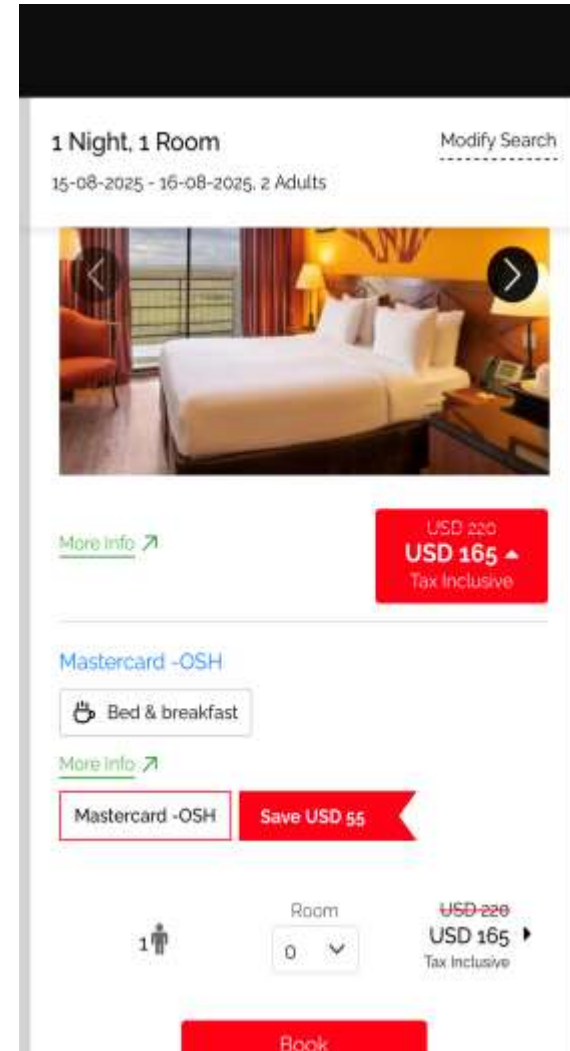 1 Night, 1 Room
Modify Search
15-08-2025 - 16-08-2025, 2 Adults
More Info
USD 220
USD 165
Tax Inclusive
Mastercard -OSH
Bed & breakfast
More Info
Mastercard -OSH
Save USD 55
Room
USD 220
1
0
USD 165
Tax Inclusive
Book